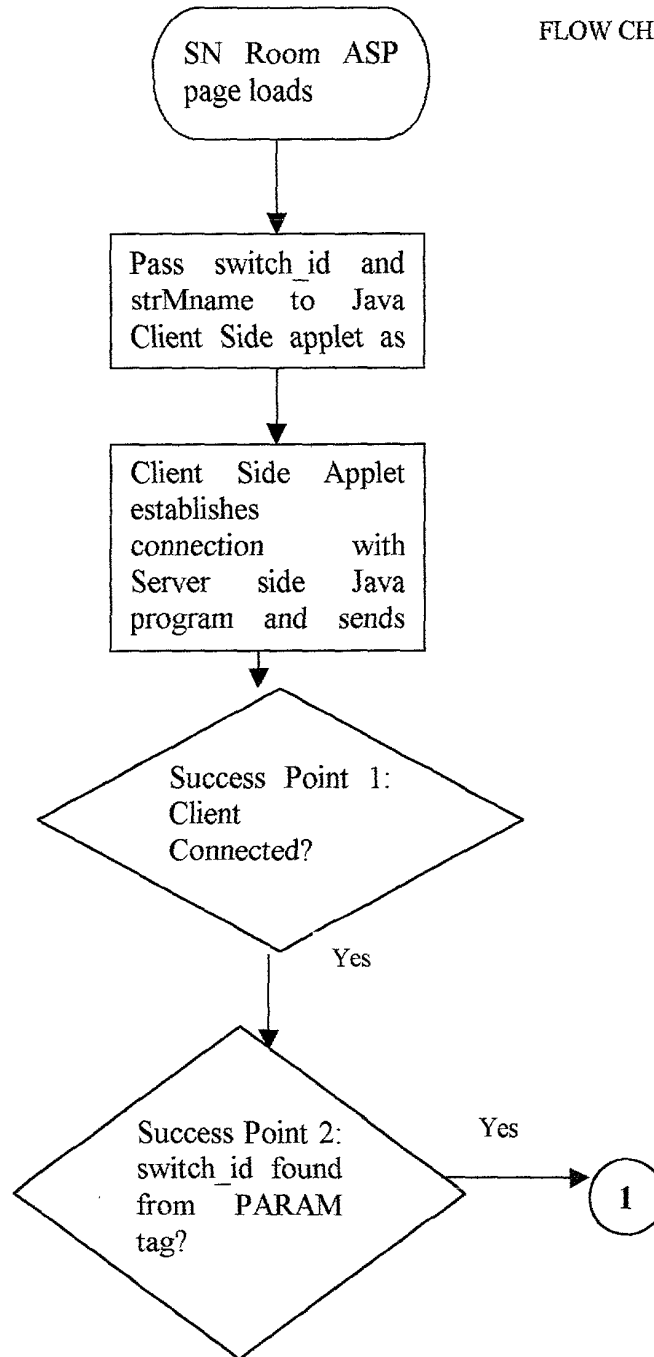 FLOW CH
SN Room ASP
page loads
Pass switch_id and
strMname to Java
Client Side applet as
Client Side Applet
establishes
connection with
Server side Java
program and sends
Success Point 1:
Client
Connected?
Yes
Success Point 2:
switch_id found
from PARAM
tag?
Yes
1